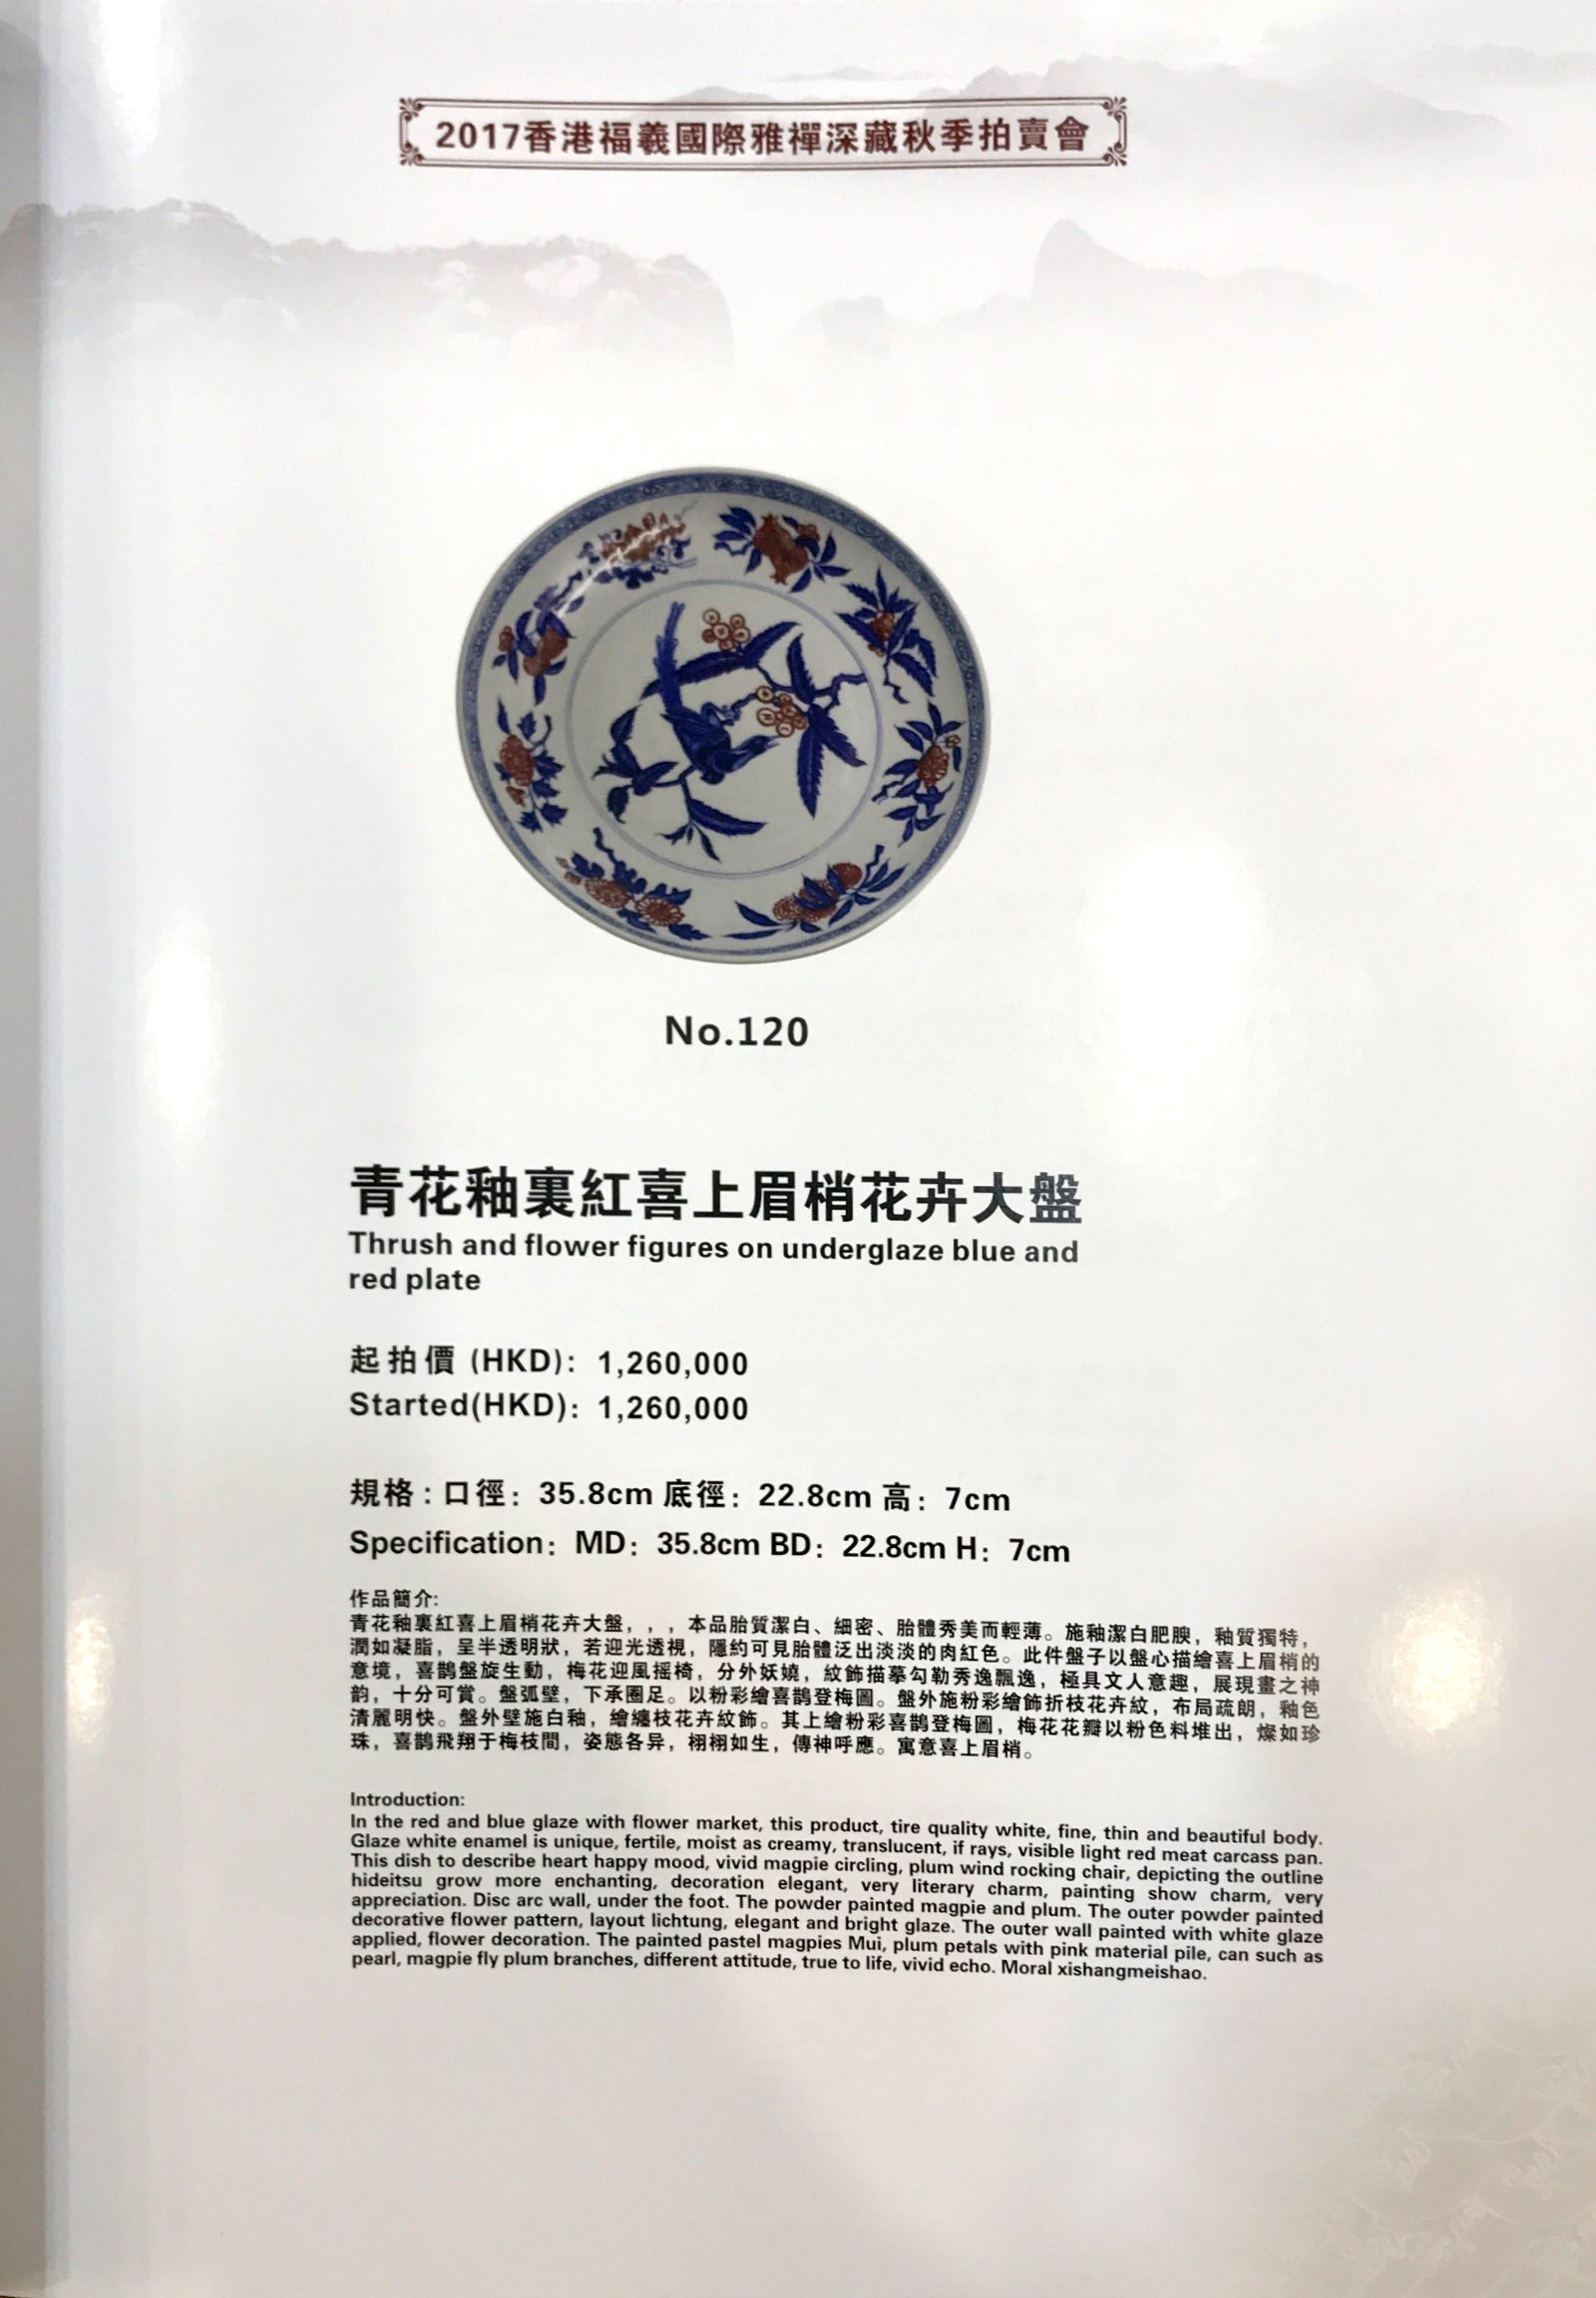 2017香港福羲國際雅禪深藏秋季拍賣會
No.120
青花釉裏紅喜上眉梢花卉大盤
Thrush and flower figures on underglaze blue and
red plate
起拍價 (HKD)：1,260,000
Started(HKD)：1,260,000
規格：口徑：35.8cm 底徑：22.8cm 高：7cm
Specification：MD：35.8cm BD：22.8cm H：7cm
作品簡介:
青花釉裏紅喜上眉梢花卉大盤，，，本品胎質潔白、細密、胎體秀美而輕薄。施釉潔白肥腴，釉質獨特，
潤如凝脂，呈半透明狀，若迎光透視，隱約可見胎體泛出淡淡的肉紅色。此件盤子以盤心描繪喜上眉梢的
意境，喜鵲盤旋生動，梅花迎風摇椅，分外妖嬈，紋飾描摹勾勒秀逸飄逸，極具文人意趣，展現畫之神
韵，十分可賞。盤弧壁，下承圈足。以粉彩繪喜鵲登梅圖。盤外施粉彩繪飾折枝花卉紋，布局疏朗，釉色
清麗明快。盤外壁施白釉，繪纏枝花卉紋飾。其上繪粉彩喜鵲登梅圖，梅花花瓣以粉色料堆出，燦如珍
珠，喜鵲飛翔于梅枝間，姿態各异，栩栩如生，傳神呼應。寓意喜上眉梢。
Introduction:
In the red and blue glaze with flower market, this product, tire quality white, fine, thin and beautiful body.
Glaze white enamel is unique, fertile, moist as creamy, translucent, if rays, visible light red meat carcass pan.
This dish to describe heart happy mood, vivid magpie circling, plum wind rocking chair, depicting the outline
hideitsu grow more enchanting, decoration elegant, very literary charm, painting show charm, very
appreciation. Disc arc wall, under the foot. The powder painted magpie and plum. The outer powder painted
decorative flower pattern, layout lichtung, elegant and bright glaze. The outer wall painted with white glaze
applied, flower decoration. The painted pastel magpies Mui, plum petals with pink material pile, can such as
pearl, magpie fly plum branches, different attitude, true to life, vivid echo. Moral xishangmeishao.